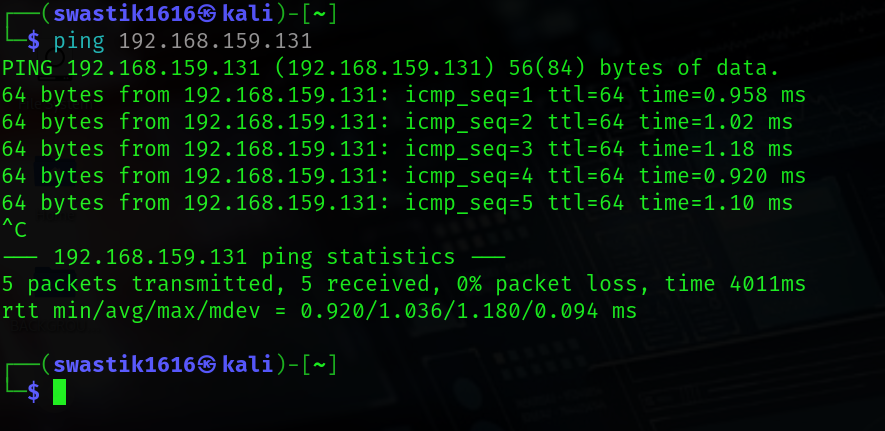 ┌──(swastik1616㉿kali)-[~]
└─$ ping 192.168.159.131
PING 192.168.159.131 (192.168.159.131) 56(84) bytes of data.
64 bytes from 192.168.159.131: icmp_seq=1 ttl=64 time=0.958 ms
64 bytes from 192.168.159.131: icmp_seq=2 ttl=64 time=1.02 ms
64 bytes from 192.168.159.131: icmp_seq=3 ttl=64 time=1.18 ms
64 bytes from 192.168.159.131: icmp_seq=4 ttl=64 time=0.920 ms
64 bytes from 192.168.159.131: icmp_seq=5 ttl=64 time=1.10 ms
^C
--- 192.168.159.131 ping statistics ---
5 packets transmitted, 5 received, 0% packet loss, time 4011ms
rtt min/avg/max/mdev = 0.920/1.036/1.180/0.094 ms
┌──(swastik1616㉿kali)-[~]
└─$